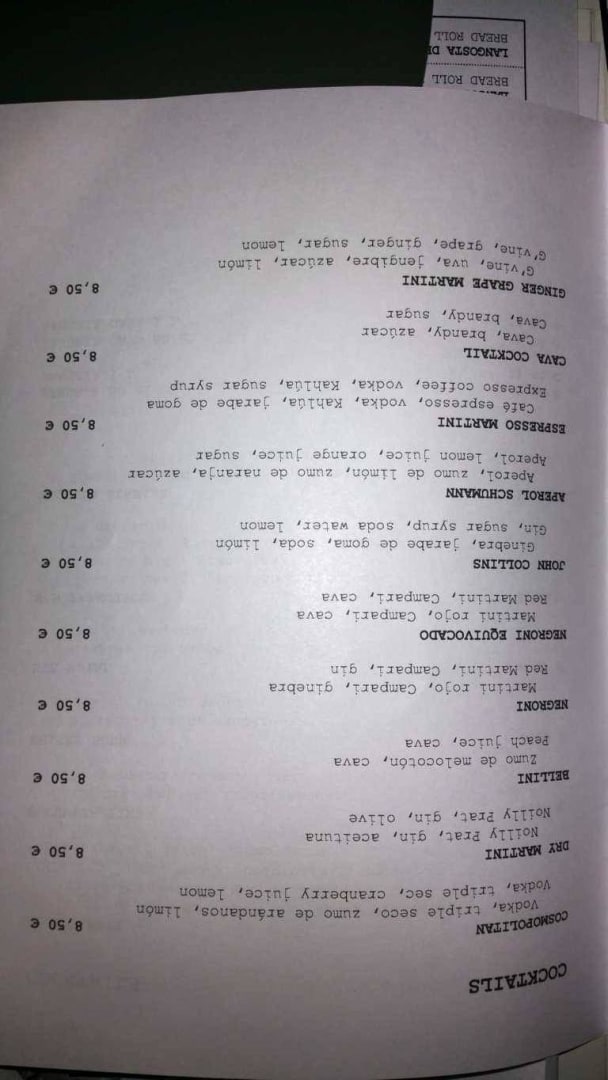 COCKTAILS
COSMOPOLITAN 8,50 €
Vodka, triple seco, zumo de arándanos, limón
Vodka, triple sec, cranberry juice, lemon
DRY MARTINI 8,50 €
Noilly Prat, gin, aceituna
Noilly Prat, gin, olive
BELLINI 8,50 €
Zumo de melocotón, cava
Peach juice, cava
NEGRONI 8,50 €
Martini rojo, Campari, ginebra
Red Martini, Campari, gin
NEGRONI EQUIVOCADO 8,50 €
Martini rojo, Campari, cava
Red Martini, Campari, cava
JOHN COLLINS 8,50 €
Ginebra, jarabe de goma, soda, limón
Gin, sugar syrup, soda water, lemon
APEROL SCHUMANN 8,50 €
Aperol, zumo de limón, zumo de naranja, azúcar
Aperol, lemon juice, orange juice, sugar
ESPRESSO MARTINI 8,50 €
Café espresso, vodka, Kahlúa, jarabe de goma
Expresso coffee, vodka, Kahlúa, sugar syrup
CAVA COCKTAIL 8,50 €
Cava, brandy, azúcar
Cava, brandy, sugar
GINGER GRAPE MARTINI 8,50 €
G'vine, uva, jengibre, azúcar, limón
G'vine, grape, ginger, sugar, lemon
BREAD ROLL
LANGOSTA
BREAD ROLL